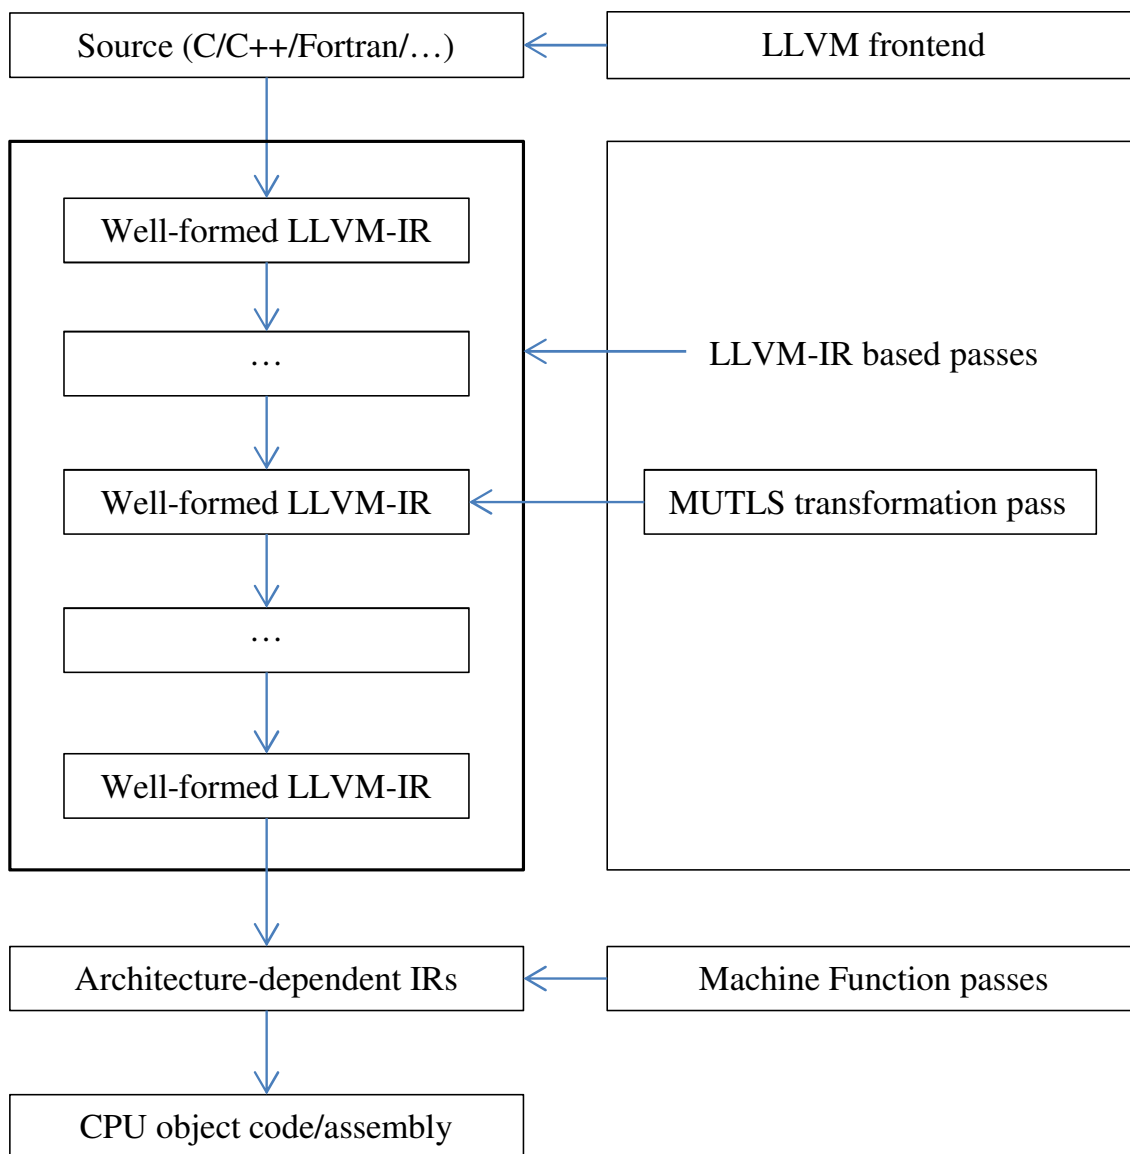 Source (C/C++/Fortran/…)
LLVM frontend
Well-formed LLVM-IR
…
LLVM-IR based passes
Well-formed LLVM-IR
MUTLS transformation pass
…
Well-formed LLVM-IR
Architecture-dependent IRs
Machine Function passes
CPU object code/assembly